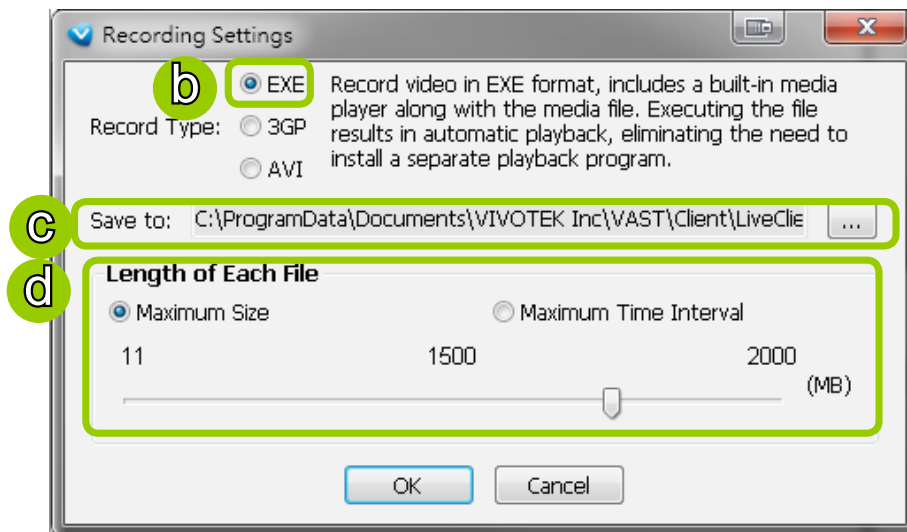 Recording Settings
b
EXE
Record Type:
3GP
AVI
Record video in EXE format, includes a built-in media
player along with the media file. Executing the file
results in automatic playback, eliminating the need to
install a separate playback program.
c
Save to: C:\ProgramData\Documents\VIVOTEK Inc\VAST\Client\LiveClie ...
d
Length of Each File
Maximum Size Maximum Time Interval
11 1500 2000
(MB)
OK Cancel